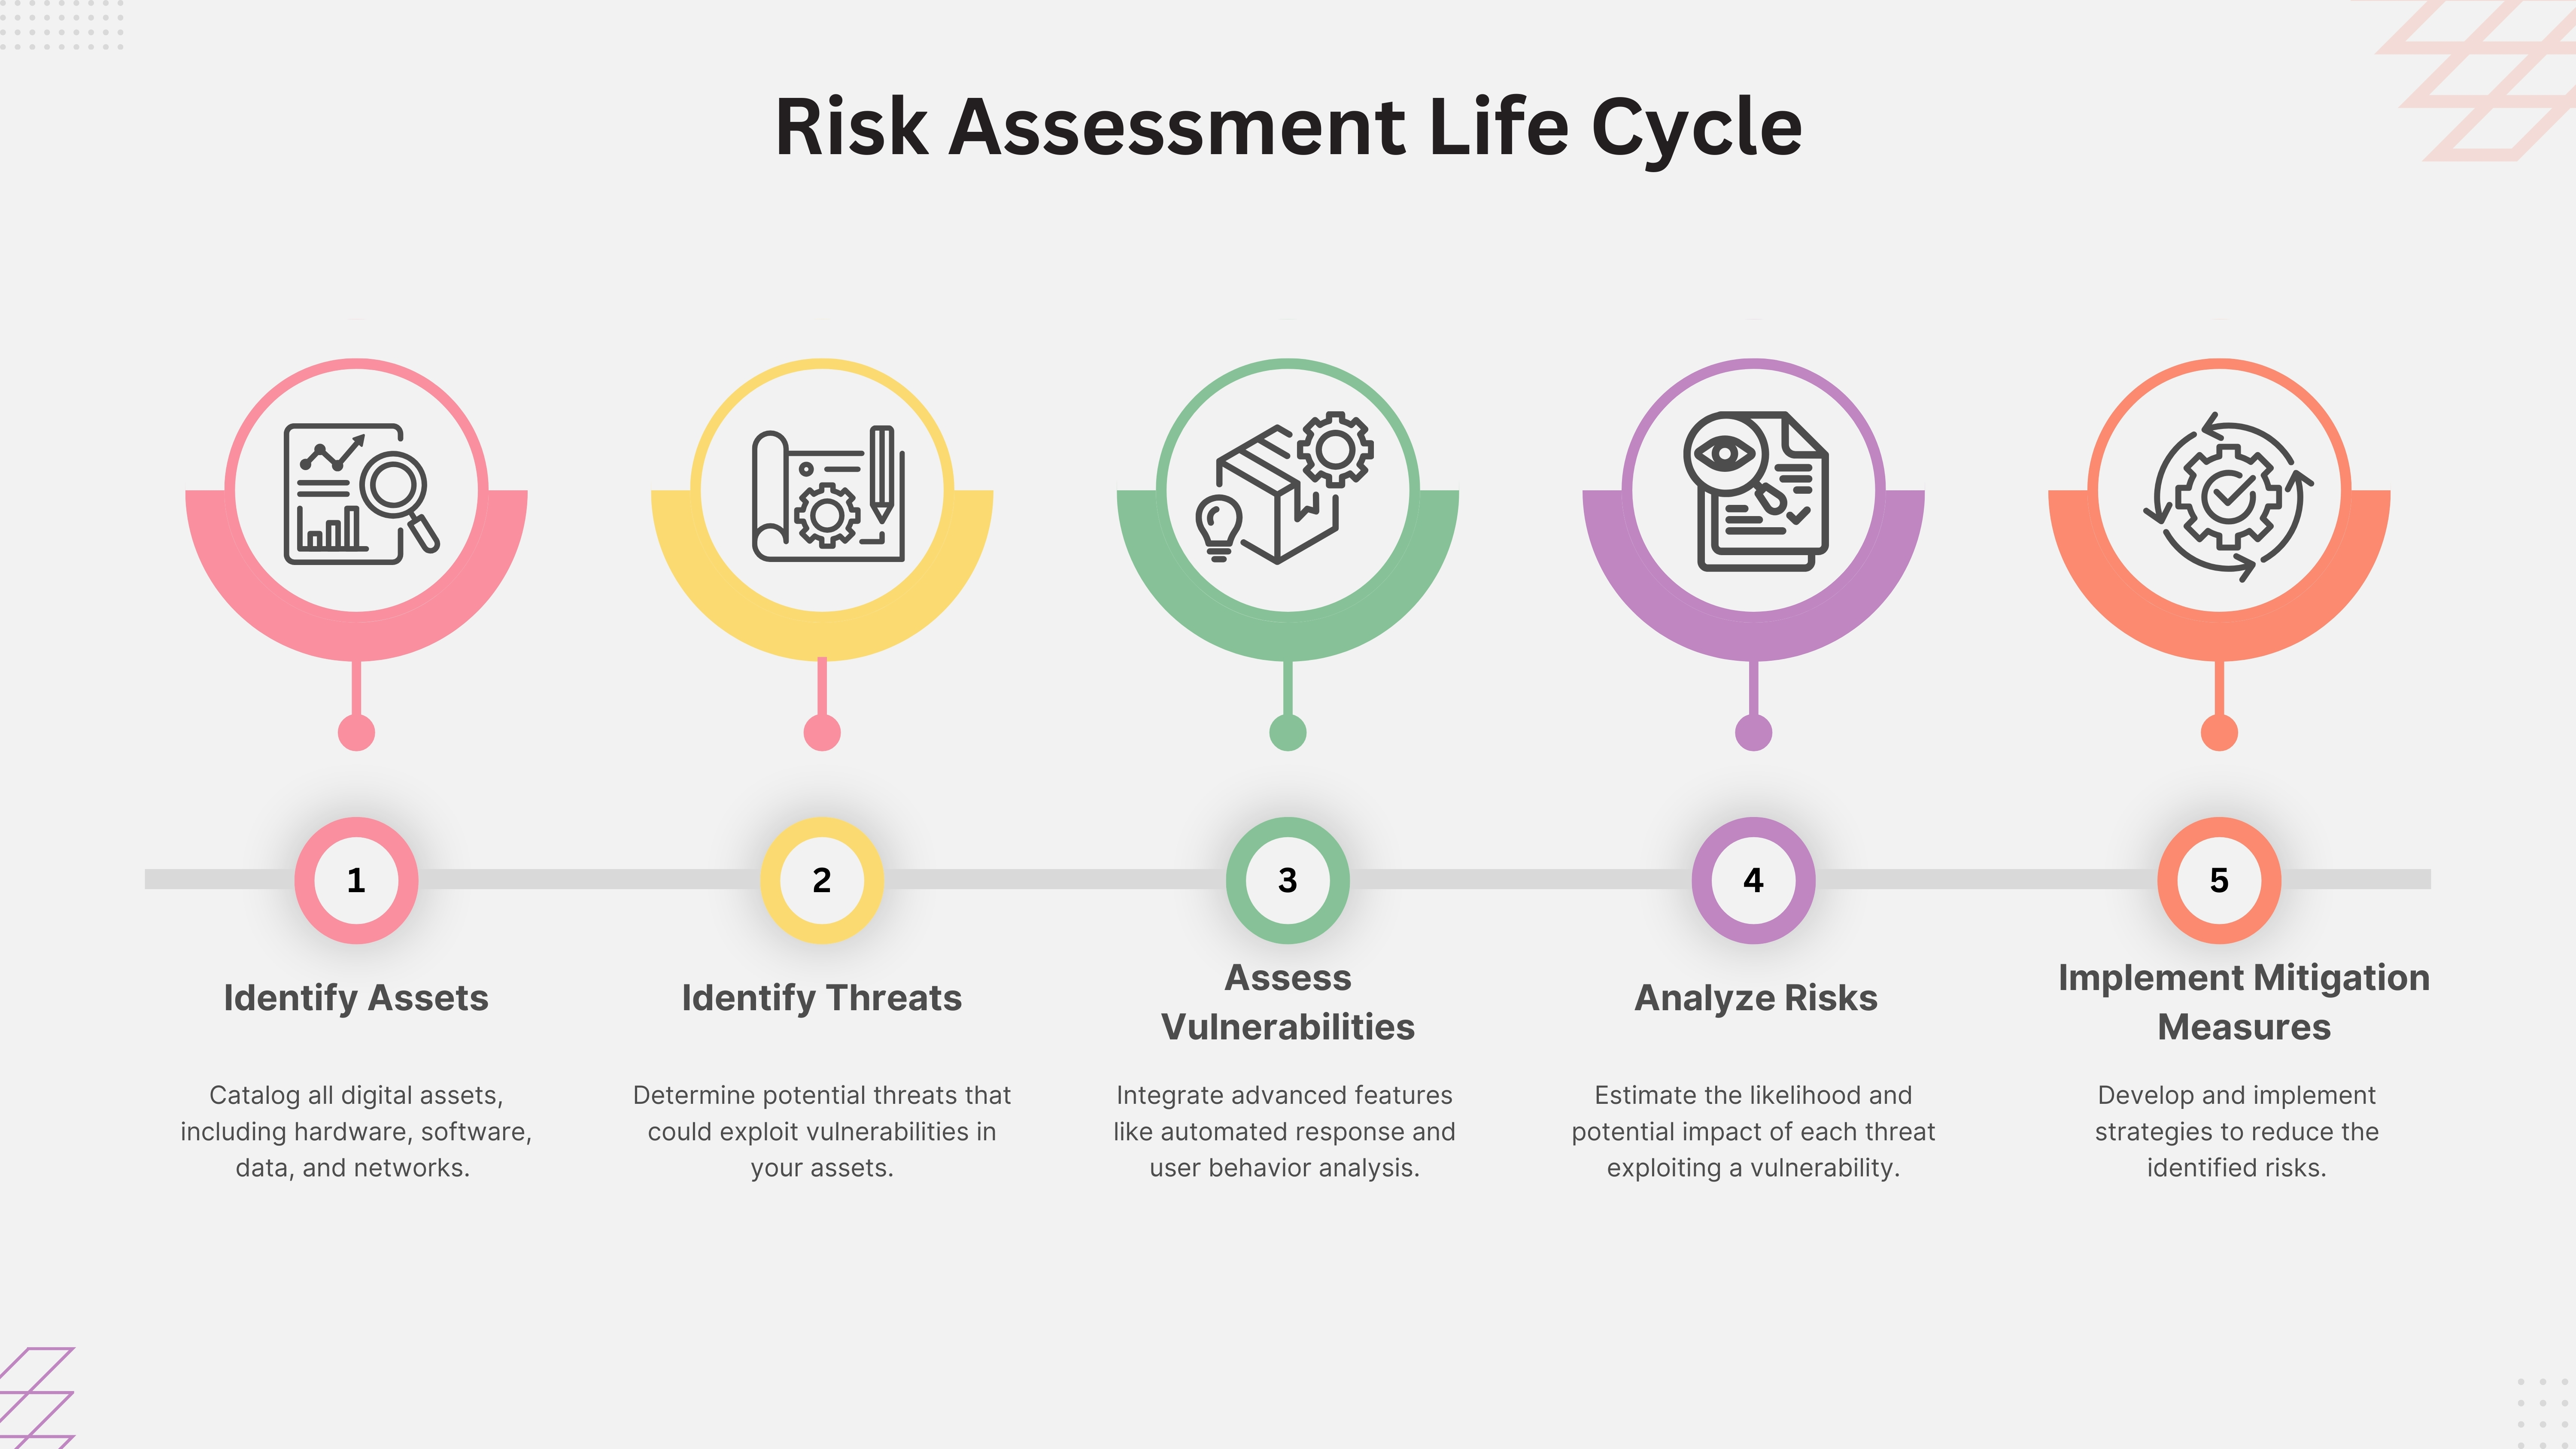 Risk Assessment Life Cycle
1
Identify Assets
Catalog all digital assets,
including hardware, software,
data, and networks.
2
Identify Threats
Determine potential threats that
could exploit vulnerabilities in
your assets.
3
Assess
Vulnerabilities
Integrate advanced features
like automated response and
user behavior analysis.
4
Analyze Risks
Estimate the likelihood and
potential impact of each threat
exploiting a vulnerability.
5
Implement Mitigation
Measures
Develop and implement
strategies to reduce the
identified risks.